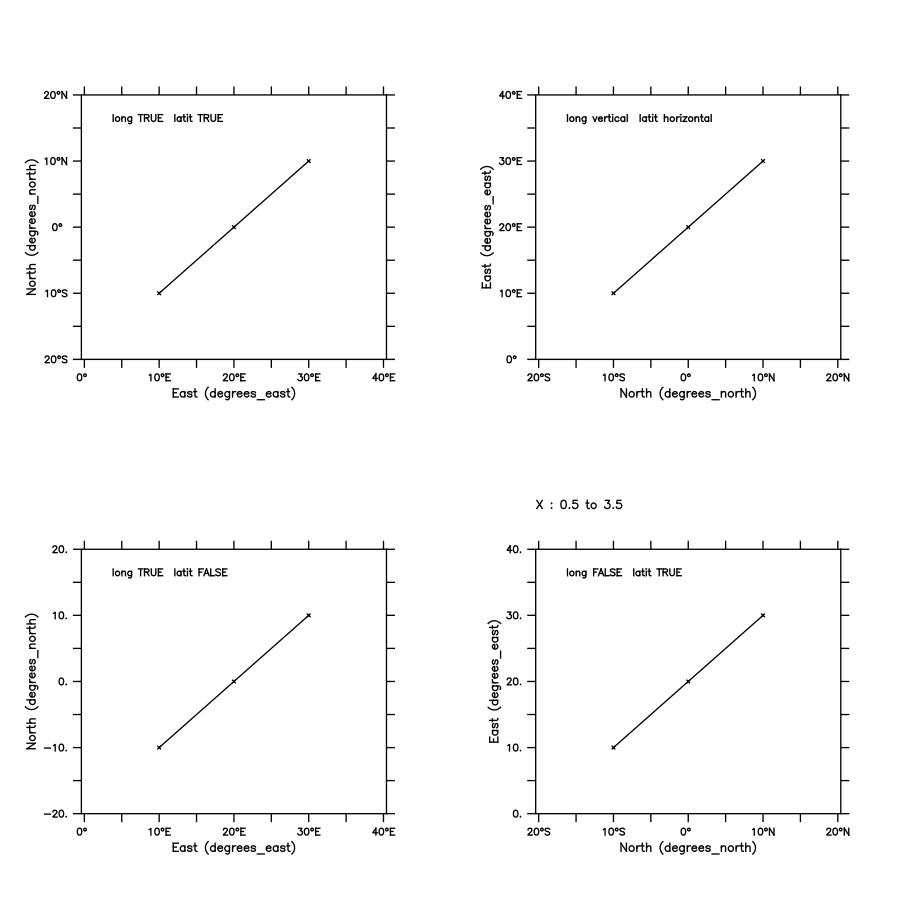 20°N
long TRUE latit TRUE
10°N
0°
10°S
20°S
North (degrees_north)
0° 10°E 20°E 30°E 40°E
East (degrees_east)
40°E
long vertical latit horizontal
30°E
20°E
10°E
0°
East (degrees_east)
20°S 10°S 0° 10°N 20°N
North (degrees_north)
20.
long TRUE latit FALSE
10.
0.
−10.
−20.
North (degrees_north)
0° 10°E 20°E 30°E 40°E
East (degrees_east)
X : 0.5 to 3.5
40.
long FALSE latit TRUE
30.
20.
10.
0.
East (degrees_east)
20°S 10°S 0° 10°N 20°N
North (degrees_north)